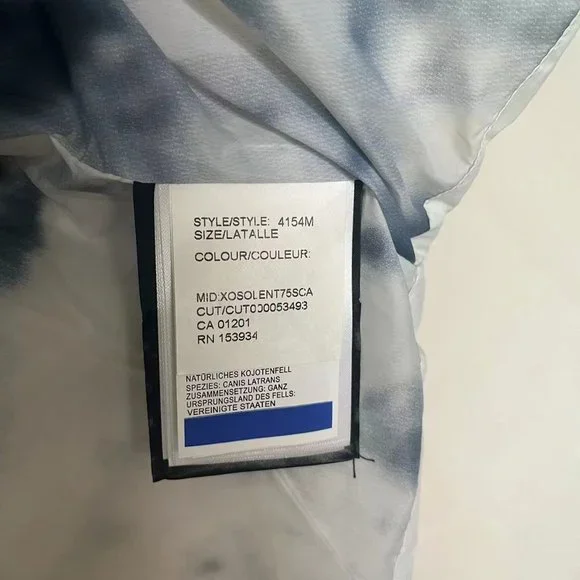 STYLE/STYLE: 4154M
SIZE/LATALLE
COLOUR/COULEUR:
MID:XOSOLENT75SCA
CUT/CUT000053493
CA 01201
RN 153934
NATÜRLICHES KOJOTENFELL
SPEZIES: CANIS LATRANS
ZUSAMMENSETZUNG: GANZ
URSPRUNGSLAND DES FELLS:
VEREINIGTE STAATEN